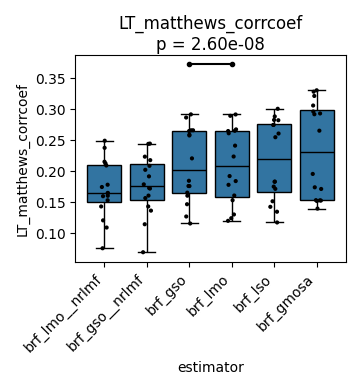 LT_matthews_corrcoef
p = 2.60e-08
LT_matthews_corrcoef
0.35
0.30
0.25
0.20
0.15
0.10
brf_lmo__nrlmf
brf_gso__nrlmf
brf_gso
brf_lmo
brf_lso
brf_gmosa
estimator